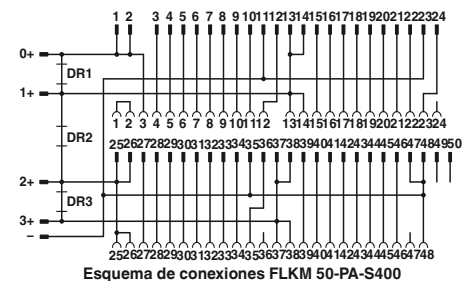 1 2 3 4 5 6 7 8 9 10 11 12 13 14 15 16 17 18 19 20 21 22 23 24
0+
DR1
1+
1 2 3 4 5 6 7 8 9 10 11 12 13 14 15 16 17 18 19 20 21 22 23 24
DR2
25 26 27 28 29 30 31 32 33 34 35 36 37 38 39 40 41 42 43 44 45 46 47 48 49 50
2+
DR3
3+
−
25 26 27 28 29 30 31 32 33 34 35 36 37 38 39 40 41 42 43 44 45 46 47 48
Esquema de conexiones FLKM 50-PA-S400